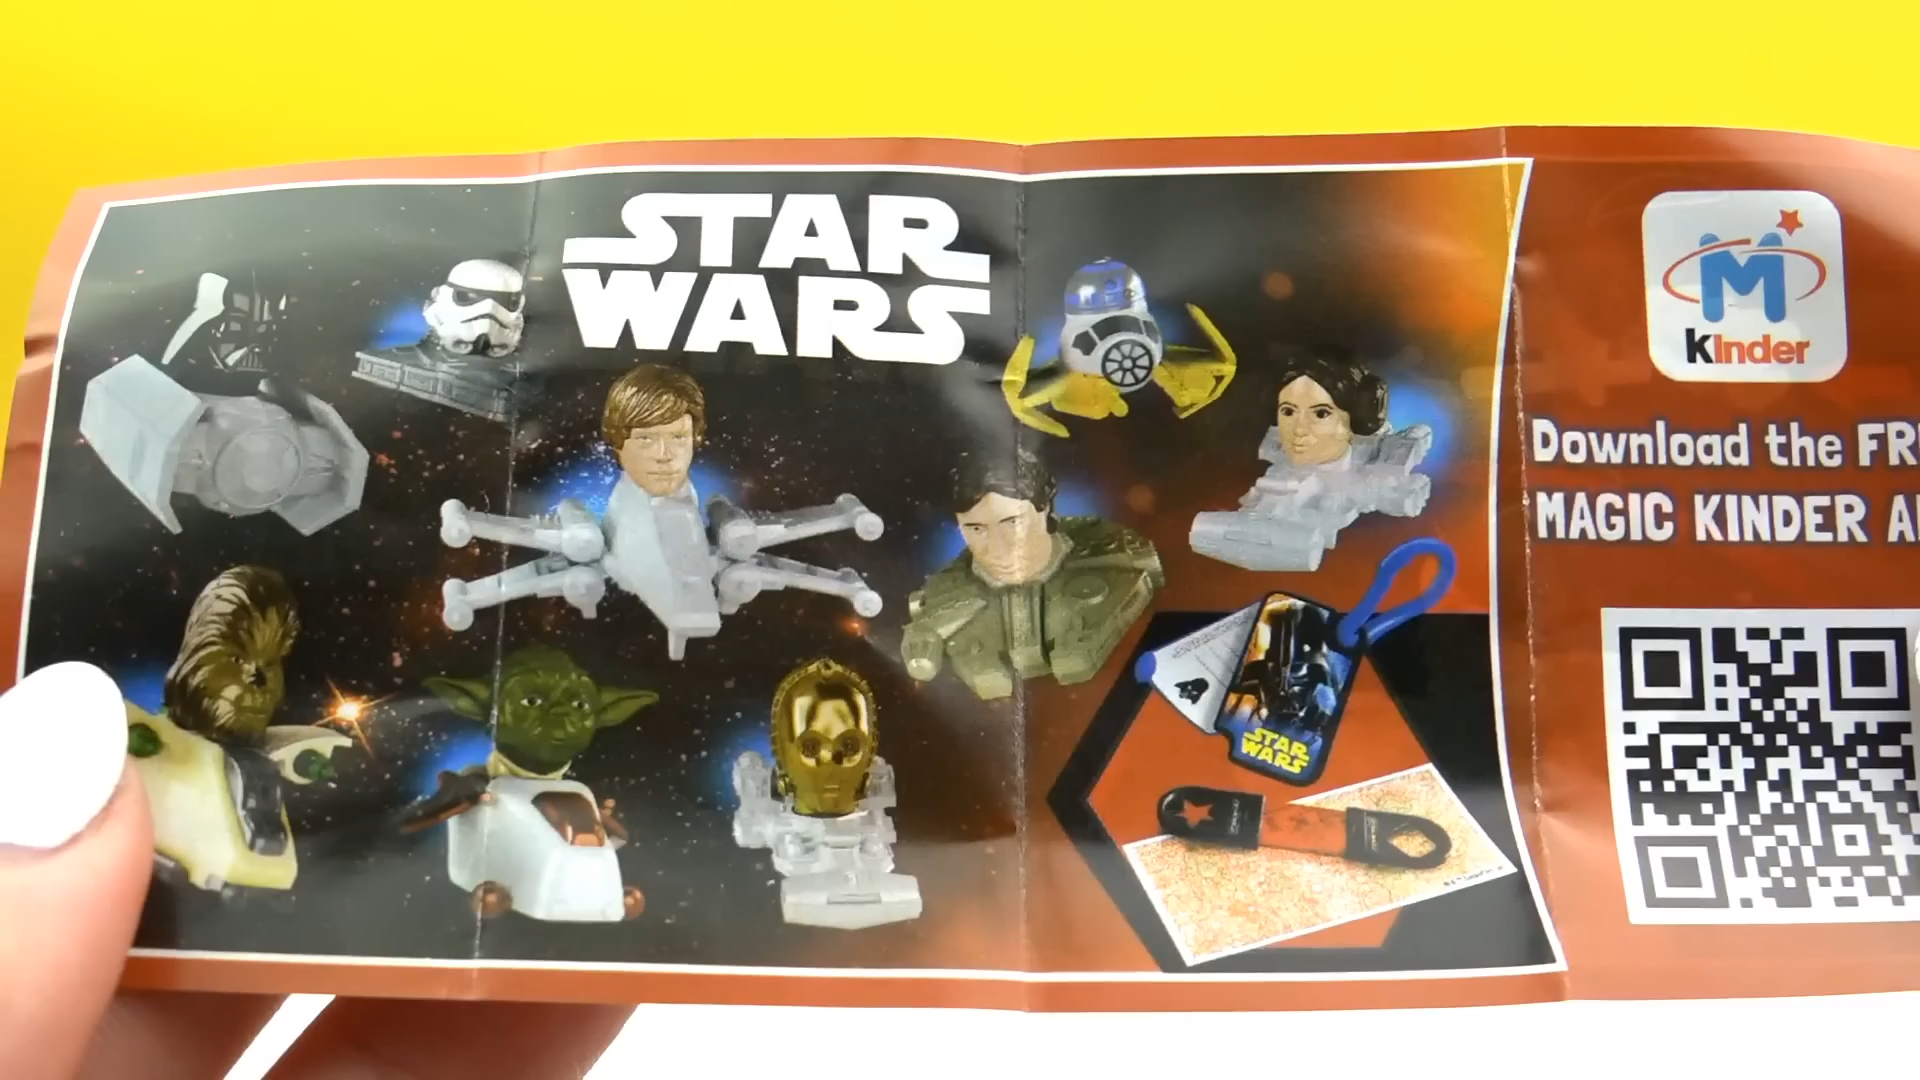 STAR
WARS
kinder
Download the FR
MAGIC KINDER A
STAR
WARS